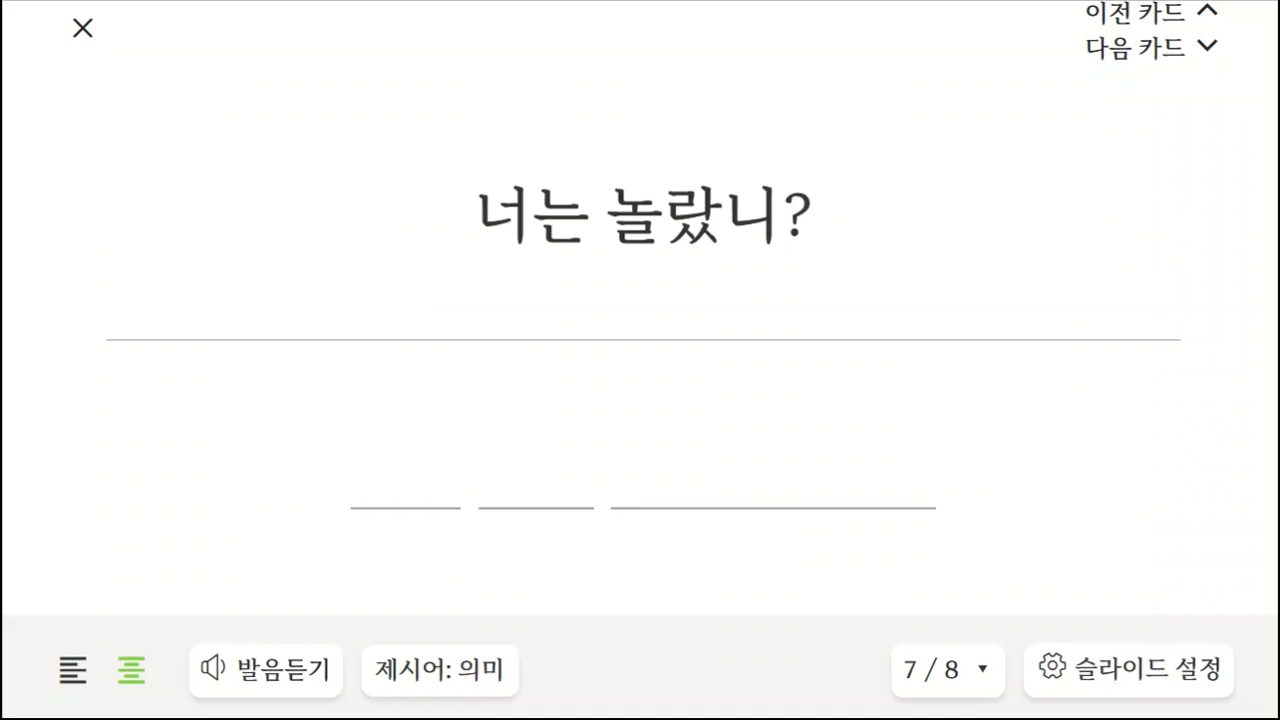 이전 카드
다음 카드
너는 놀랐니?
발음듣기
제시어: 의미
7 / 8
슬라이드 설정